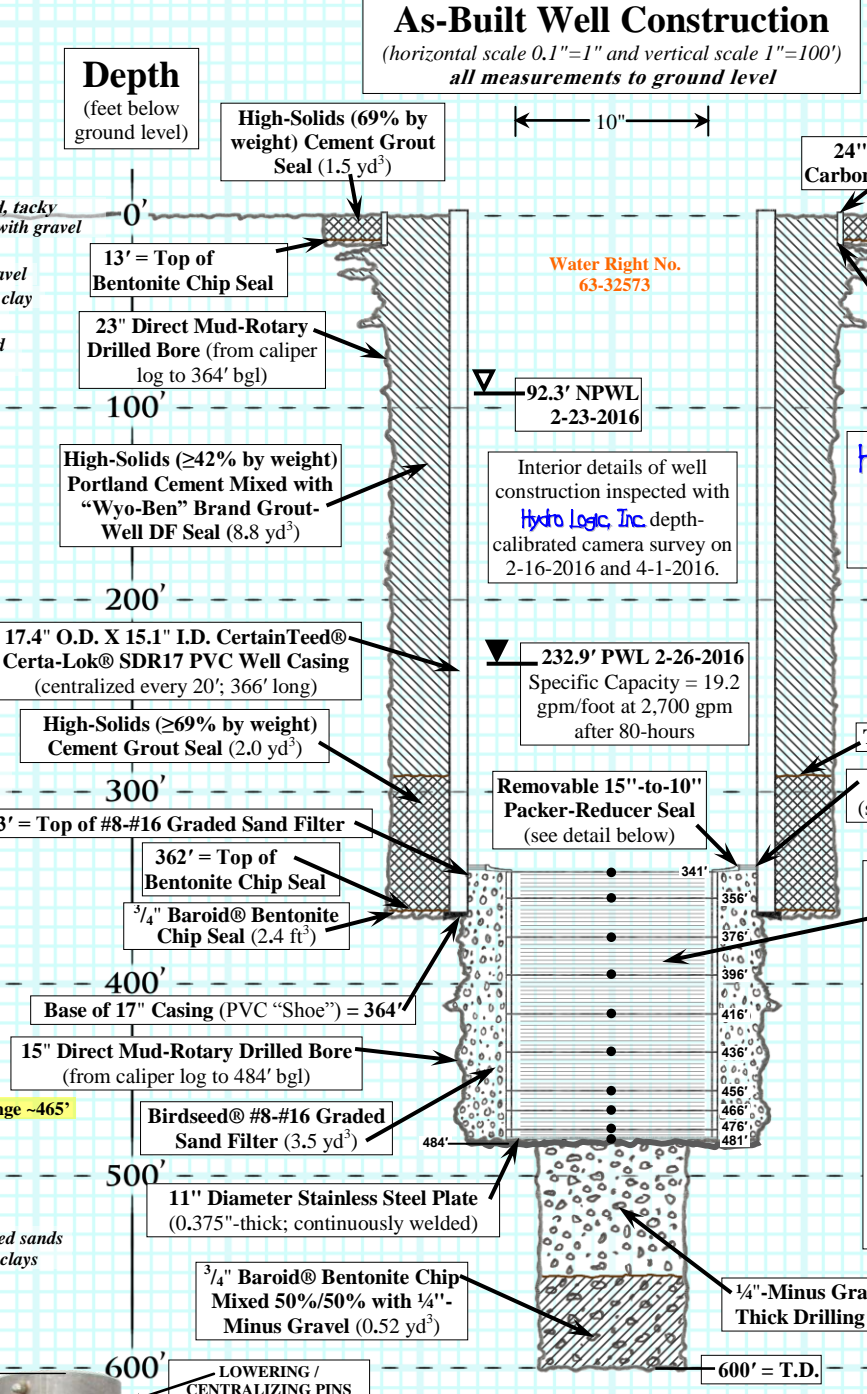 As-Built Well Construction
(horizontal scale 0.1"=1" and vertical scale 1"=100')
all measurements to ground level
Depth
(feet below
ground level)
High-Solids (69% by
weight) Cement Grout
Seal (1.5 yd³)
10"
24"
Carbon
0'
tacky
with gravel
13' = Top of
Bentonite Chip Seal
clay
Water Right No.
63-32573
23" Direct Mud-Rotary
Drilled Bore (from caliper
log to 364' bgl)
92.3' NPWL
2-23-2016
100'
High-Solids (≥42% by weight)
Portland Cement Mixed with
“Wyo-Ben” Brand Grout-
Well DF Seal (8.8 yd³)
Interior details of well
construction inspected with
Hydro Logic, Inc. depth-
calibrated camera survey on
2-16-2016 and 4-1-2016.
200'
17.4" O.D. X 15.1" I.D. CertainTeed®
Certa-Lok® SDR17 PVC Well Casing
(centralized every 20'; 366' long)
232.9' PWL 2-26-2016
Specific Capacity = 19.2
gpm/foot at 2,700 gpm
after 80-hours
High-Solids (≥69% by weight)
Cement Grout Seal (2.0 yd³)
300'
Removable 15"-to-10"
Packer-Reducer Seal
(see detail below)
3' = Top of #8-#16 Graded Sand Filter
362' = Top of
Bentonite Chip Seal
341'
356'
3/4" Baroid® Bentonite
Chip Seal (2.4 ft³)
376'
396'
400'
Base of 17" Casing (PVC “Shoe”) = 364'
416'
15" Direct Mud-Rotary Drilled Bore
(from caliper log to 484' bgl)
436'
456'
nge ~465'
466'
Birdseed® #8-#16 Graded
Sand Filter (3.5 yd³)
476'
481'
484'
500'
11" Diameter Stainless Steel Plate
(0.375"-thick; continuously welded)
ed sands
clays
3/4" Baroid® Bentonite Chip
Mixed 50%/50% with ¼"-
Minus Gravel (0.52 yd³)
¼"-Minus Gra
Thick Drilling
600'
600' = T.D.
LOWERING /
CENTRALIZING PINS